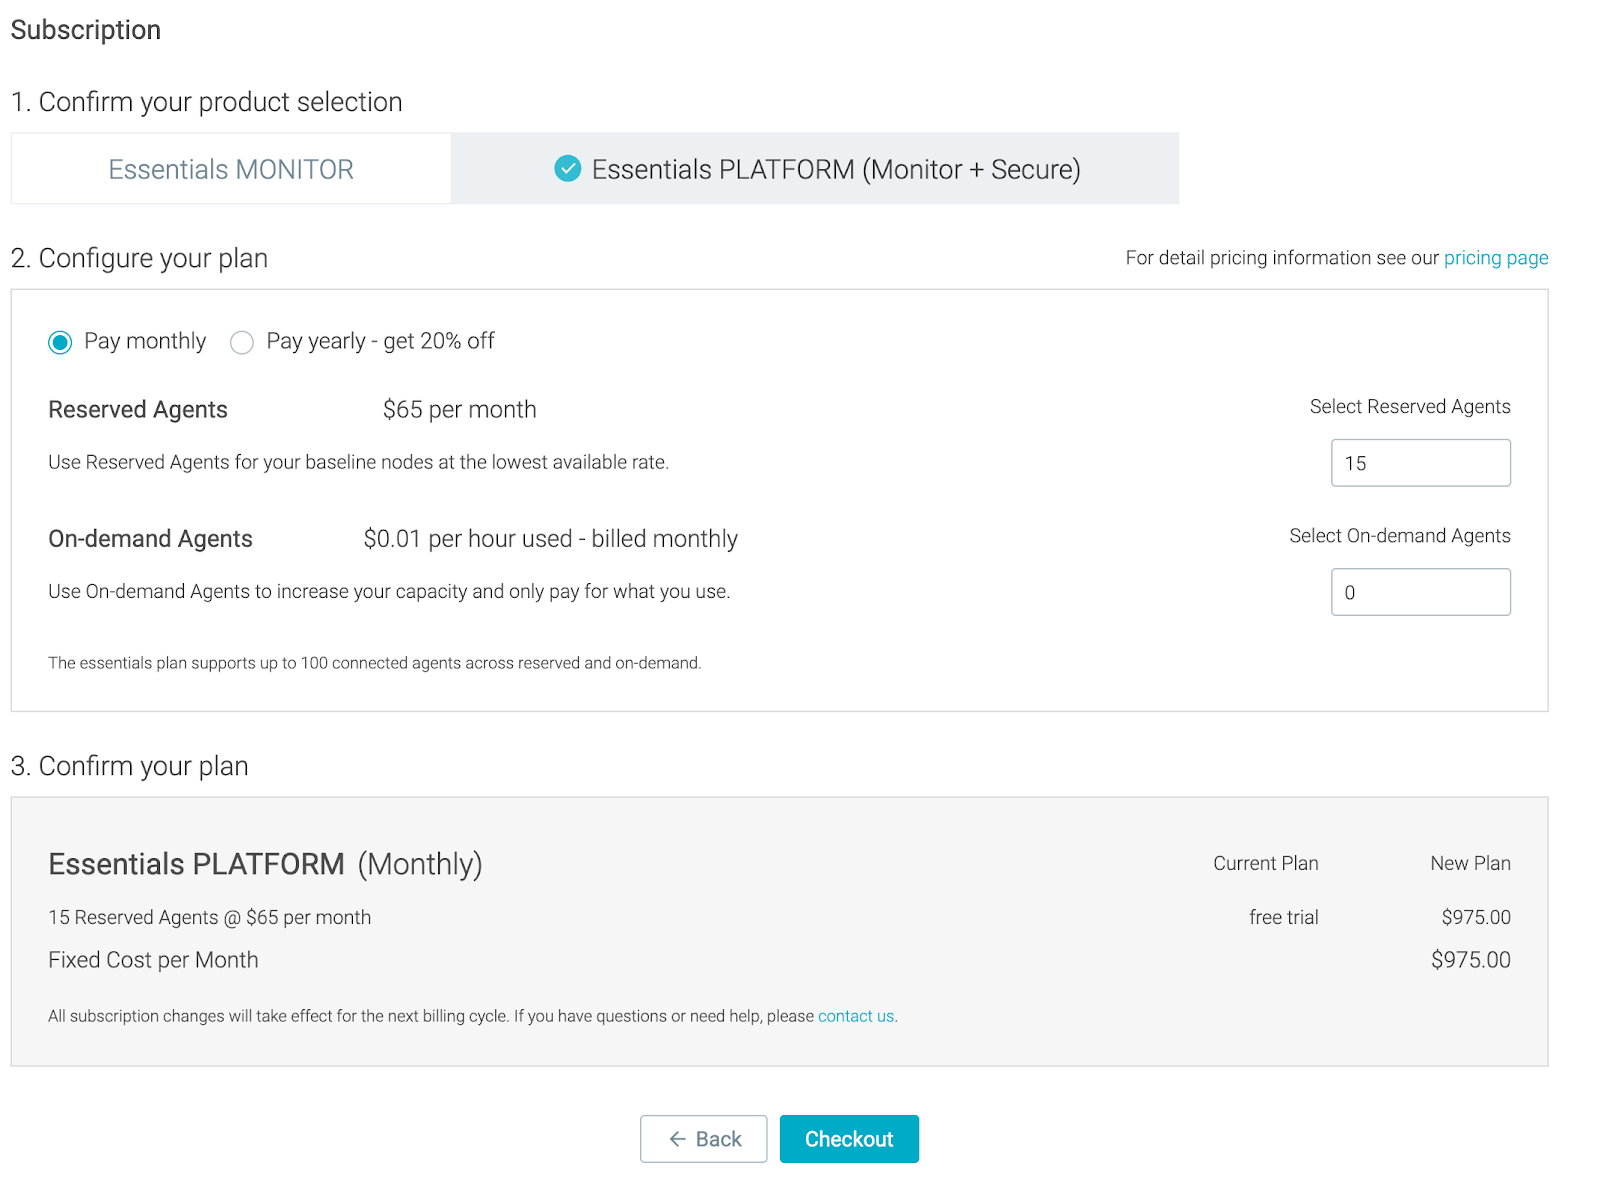 Subscription
1. Confirm your product selection
Essentials MONITOR
Essentials PLATFORM (Monitor + Secure)
2. Configure your plan
For detail pricing information see our pricing page
Pay monthly
Pay yearly - get 20% off
Reserved Agents
$65 per month
Select Reserved Agents
Use Reserved Agents for your baseline nodes at the lowest available rate.
15
On-demand Agents
$0.01 per hour used - billed monthly
Select On-demand Agents
Use On-demand Agents to increase your capacity and only pay for what you use.
0
The essentials plan supports up to 100 connected agents across reserved and on-demand.
3. Confirm your plan
Essentials PLATFORM (Monthly)
Current Plan
New Plan
15 Reserved Agents @ $65 per month
free trial
$975.00
Fixed Cost per Month
$975.00
All subscription changes will take effect for the next billing cycle. If you have questions or need help, please contact us.
← Back
Checkout